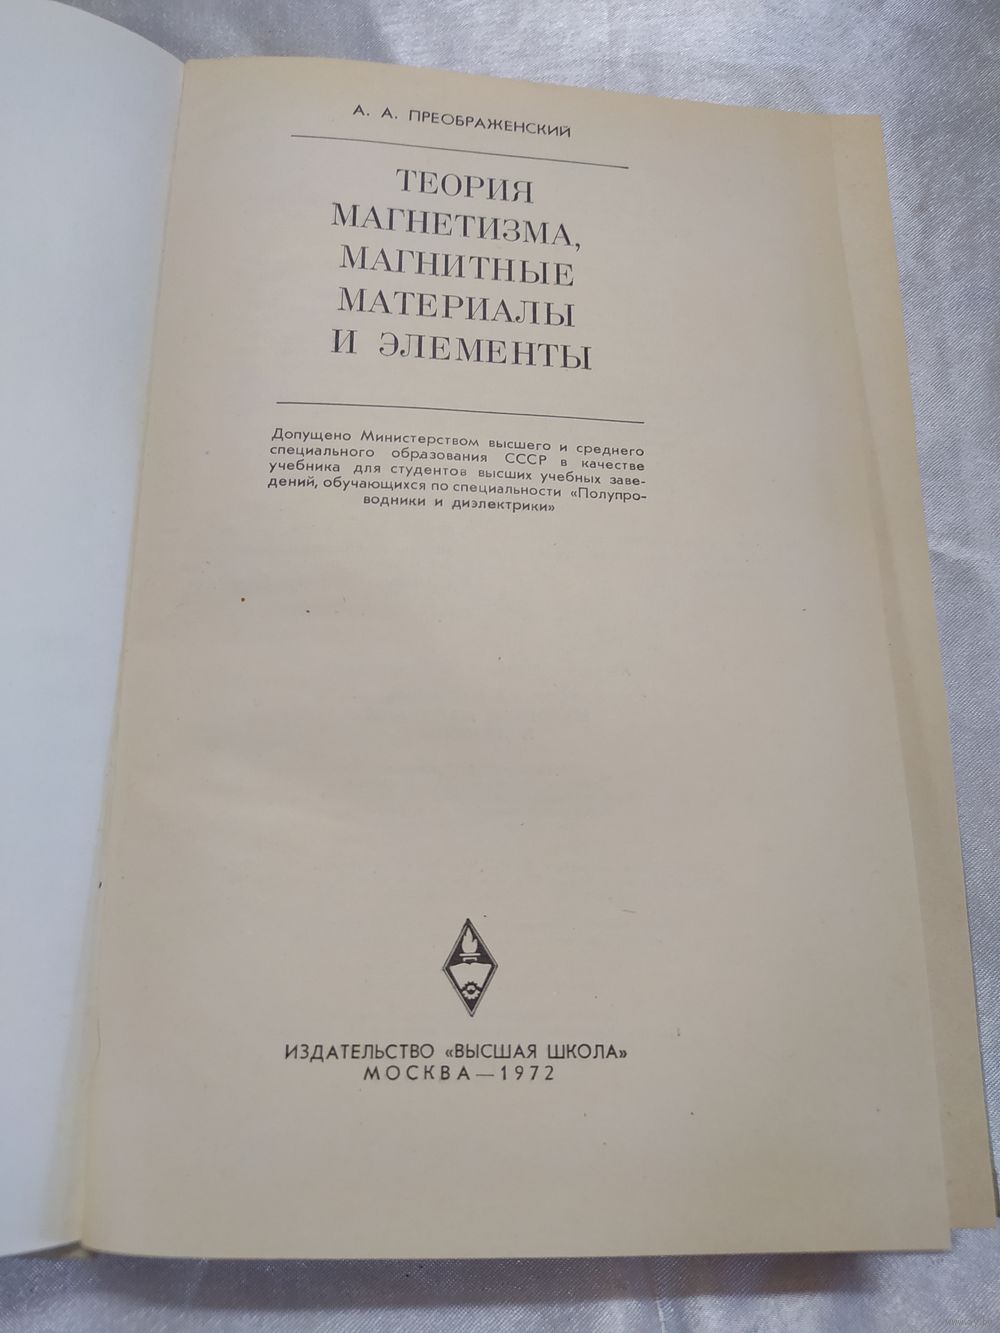 А. А. ПРЕОБРАЖЕНСКИЙ
ТЕОРИЯ
МАГНЕТИЗМА,
МАГНИТНЫЕ
МАТЕРИАЛЫ
И ЭЛЕМЕНТЫ
Допущено Министерством высшего и среднего
специального образования СССР в качестве
учебника для студентов высших учебных заве-
дений, обучающихся по специальности «Полупро-
водники и диэлектрики»
ИЗДАТЕЛЬСТВО «ВЫСШАЯ ШКОЛА»
МОСКВА—1972